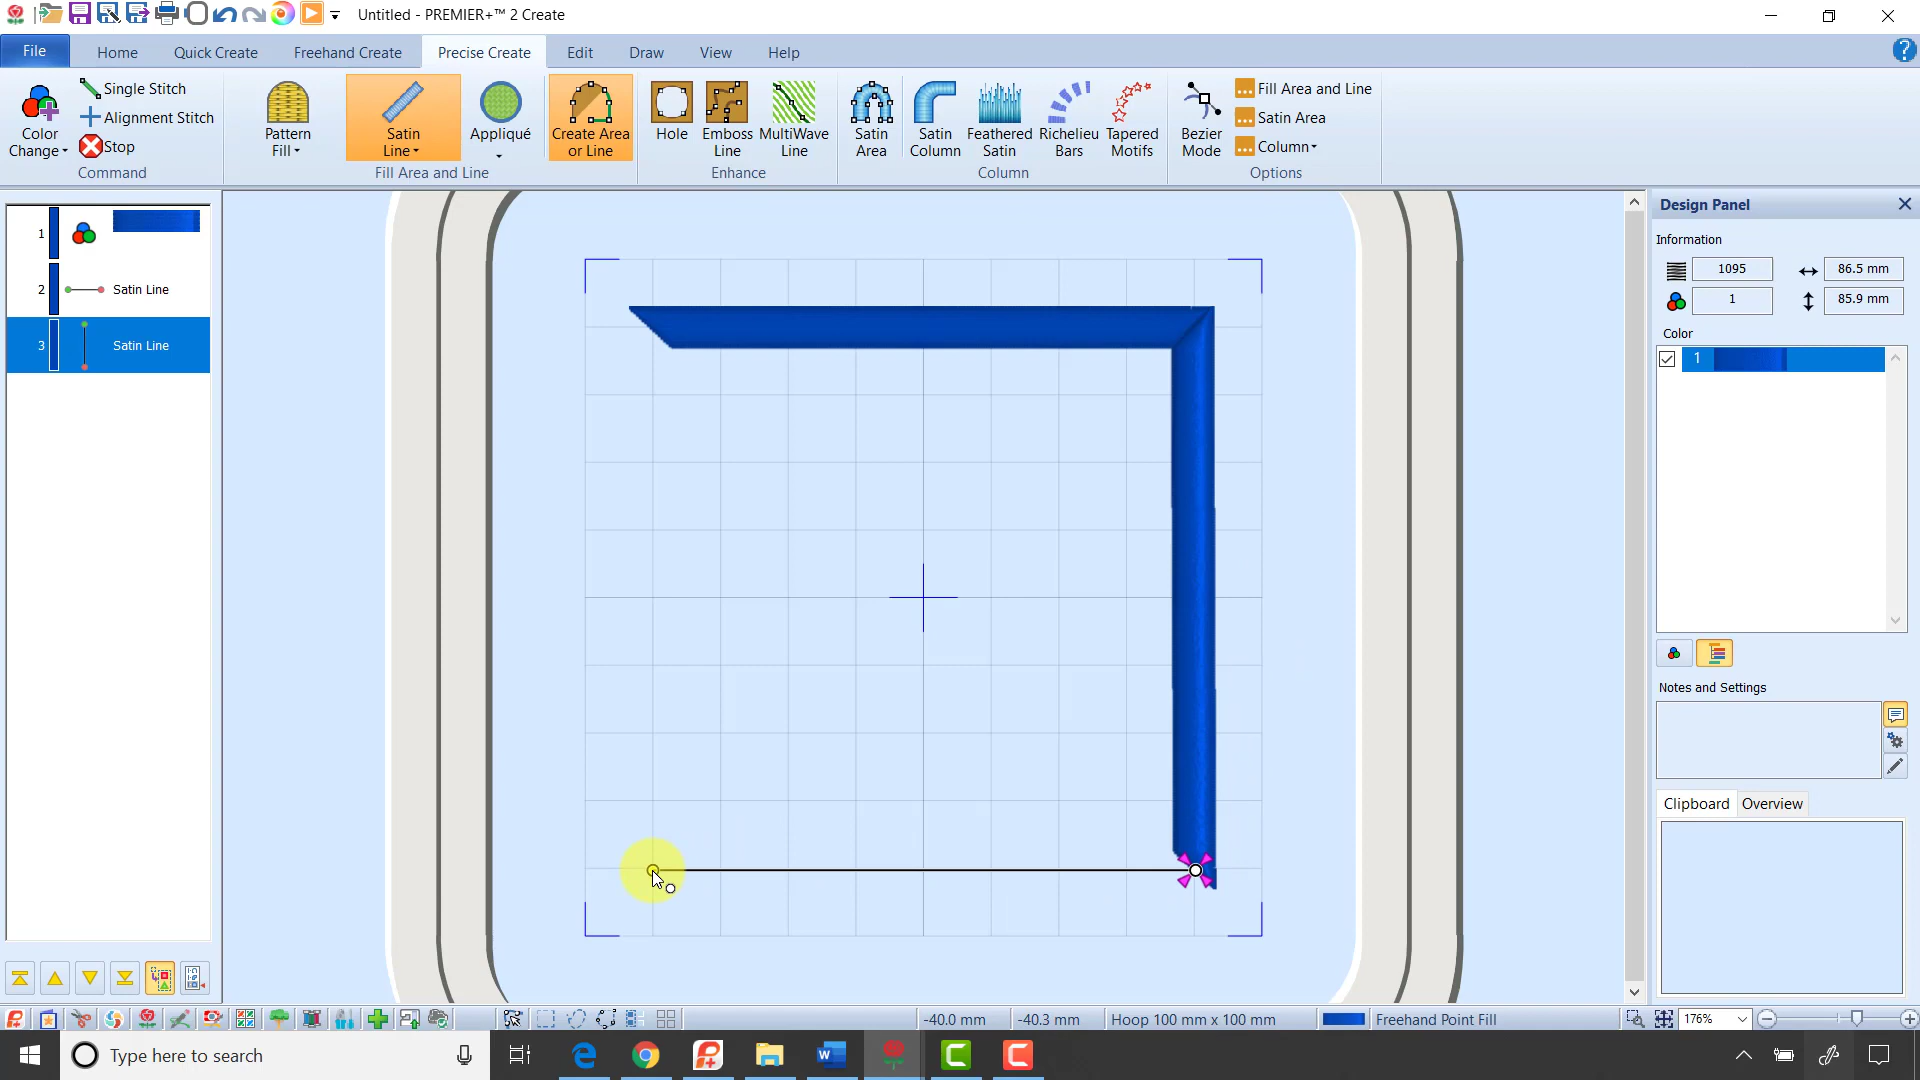 Untitled - PREMIER+™ 2 Create
File
Home
Quick Create
Freehand Create
Precise Create
Edit
Draw
View
Help
Color
Change
Single Stitch
Alignment Stitch
Stop
Command
Pattern
Fill
Satin
Line
Appliqué
Create Area
or Line
Fill Area and Line
Hole
Emboss
Line
MultiWave
Line
Enhance
Satin
Area
Satin
Column
Feathered
Satin
Richelieu
Bars
Tapered
Motifs
Column
Bezier
Mode
Fill Area and Line
Satin Area
Column
Options
1
2
Satin Line
3
Satin Line
Design Panel
Information
1095
86.5 mm
1
85.9 mm
Color
1
Notes and Settings
Clipboard
Overview
-40.0 mm
-40.3 mm
Hoop 100 mm x 100 mm
Freehand Point Fill
176%
Type here to search